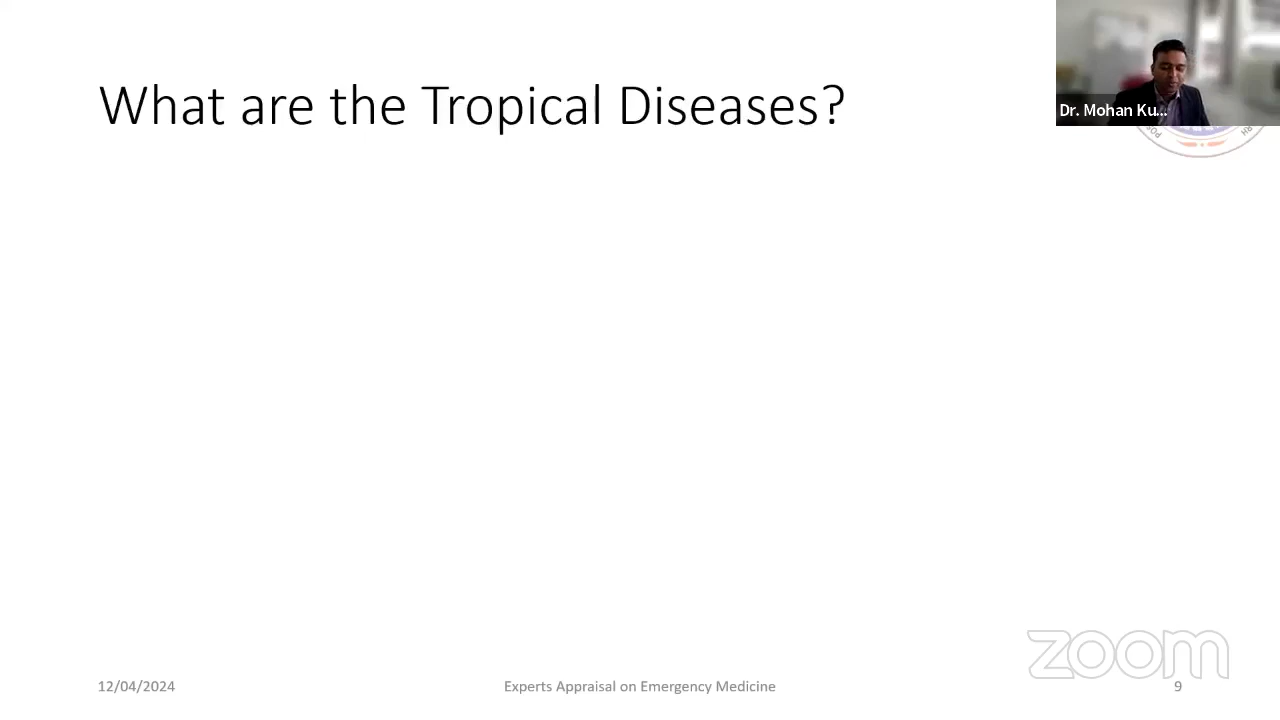 What are the Tropical Diseases?
Dr. Mohan Ku...
zoom
12/04/2024
Experts Appraisal on Emergency Medicine
9